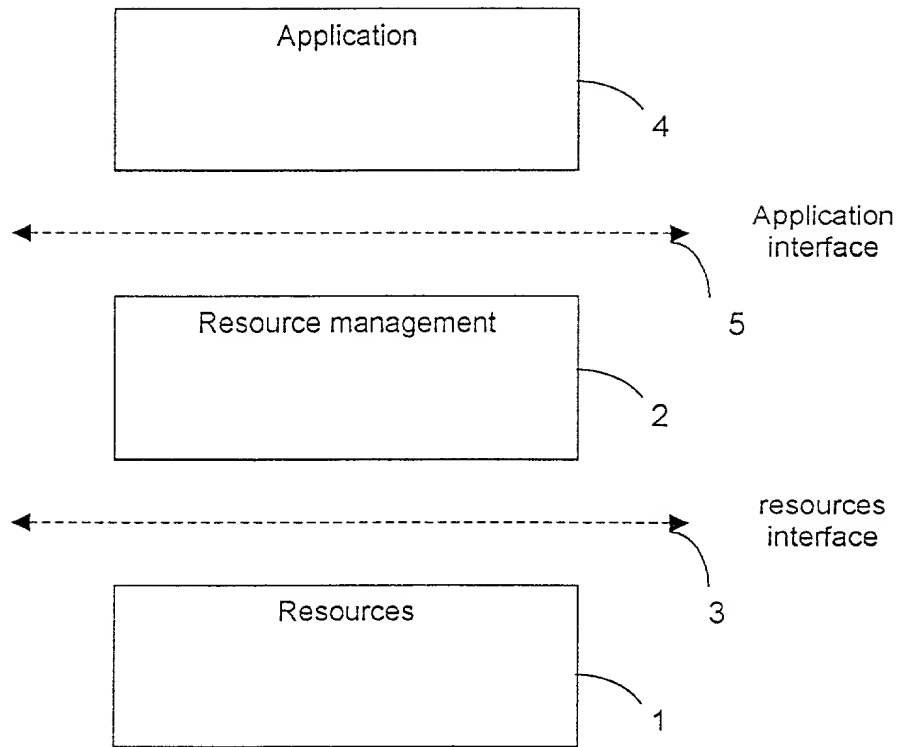 Application
4
Application
interface
5
Resource management
2
resources
interface
3
Resources
1